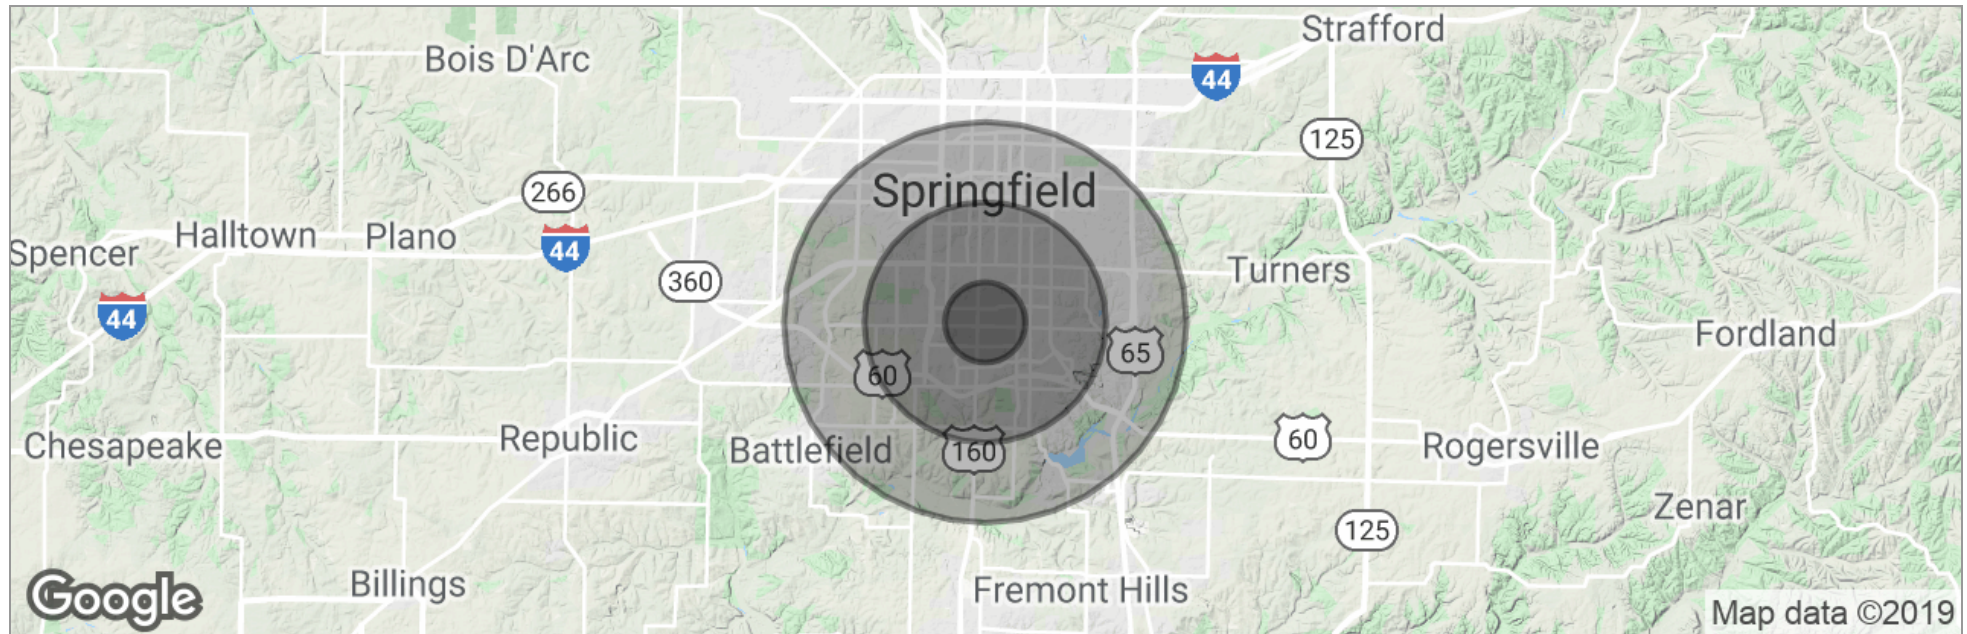 Strafford
Bois D'Arc
44
125
Springfield
266
Halltown
Plano
44
Spencer
360
Turners
44
Fordland
65
60
Chesapeake
Republic
Battlefield
160
60
Rogersville
Zenar
125
Billings
Fremont Hills
Google
Map data ©2019